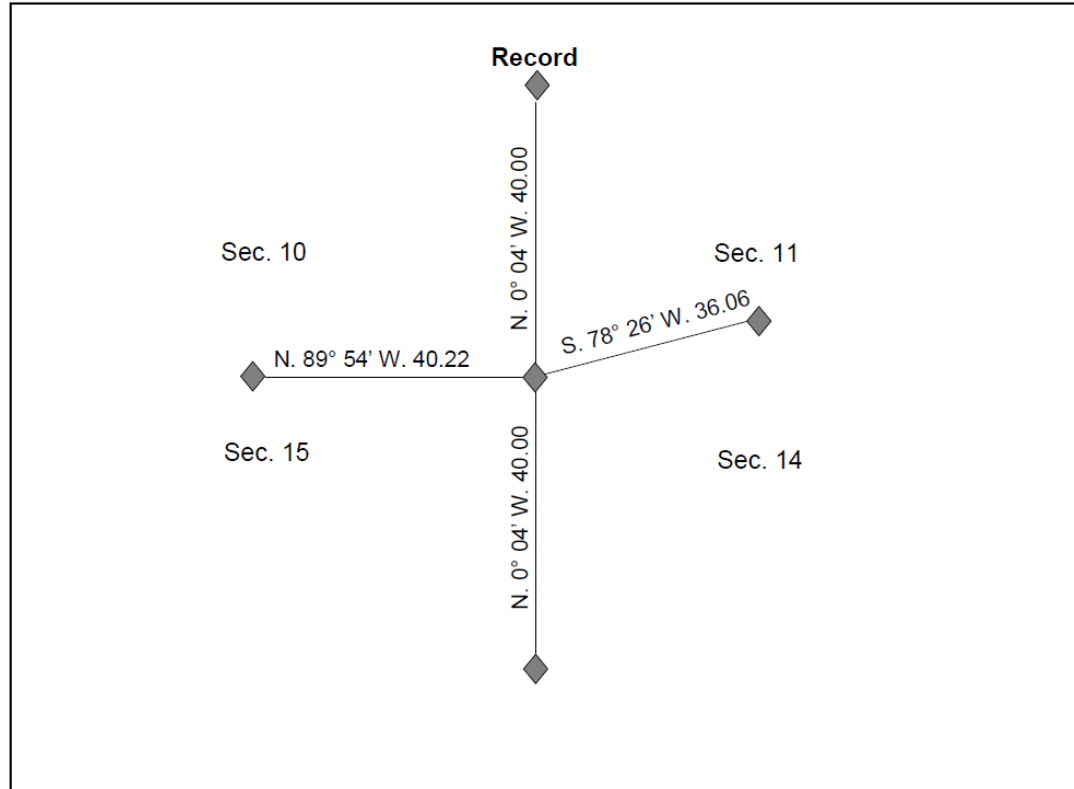 Record
N. 0° 04’ W. 40.00
Sec. 10
Sec. 11
S. 78° 26’ W. 36.06
N. 89° 54’ W. 40.22
Sec. 15
Sec. 14
N. 0° 04’ W. 40.00